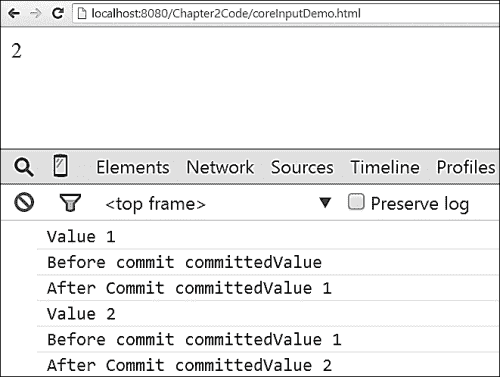 localhost:8080/Chapter2Code/coreInputDemo.html
2
Elements Network Sources Timeline Profiles
<top frame> Preserve log
Value 1
Before commit committedValue
After Commit committedValue 1
Value 2
Before commit committedValue 1
After Commit committedValue 2